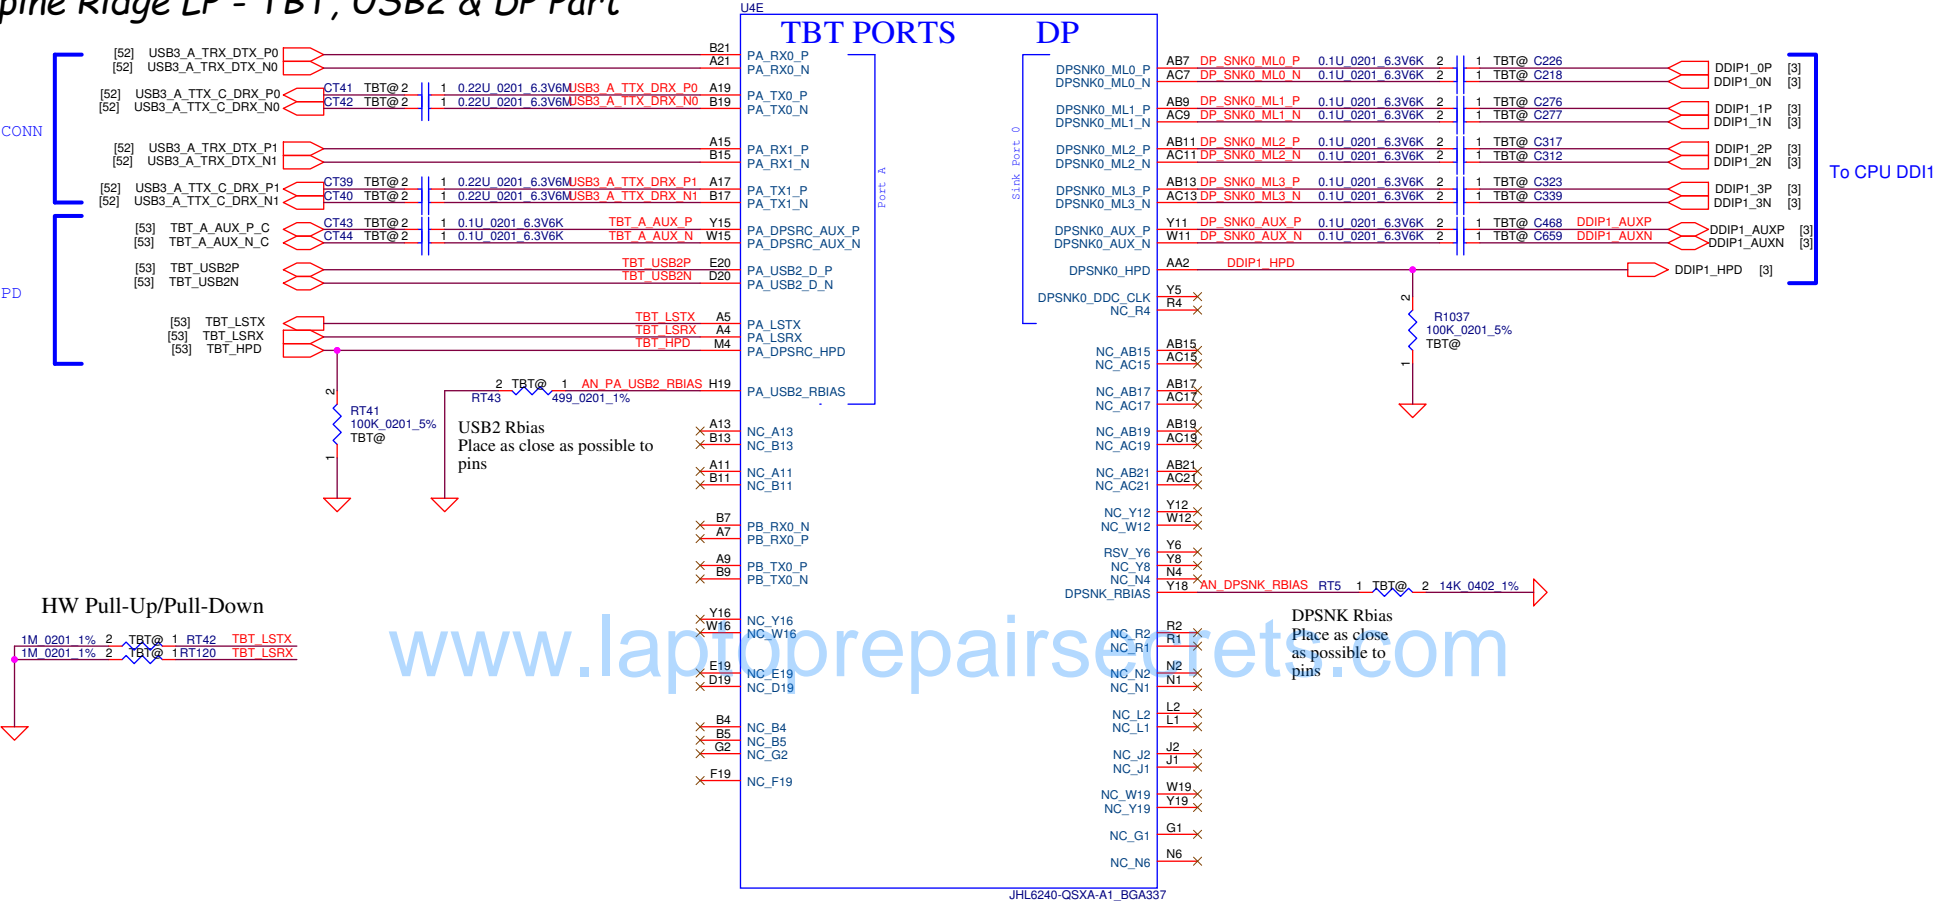 pine Ridge LP - TBT, USB2 & DP Part
U4E
TBT PORTS
DP
CONN
PD
[52] USB3_A_TRX_DTX_P0
[52] USB3_A_TRX_DTX_N0
[52] USB3_A_TTX_C_DRX_P0
[52] USB3_A_TTX_C_DRX_N0
[52] USB3_A_TRX_DTX_P1
[52] USB3_A_TRX_DTX_N1
[52] USB3_A_TTX_C_DRX_P1
[52] USB3_A_TTX_C_DRX_N1
[53] TBT_A_AUX_P_C
[53] TBT_A_AUX_N_C
[53] TBT_USB2P
[53] TBT_USB2N
[53] TBT_LSTX
[53] TBT_LSRX
[53] TBT_HPD
CT41 TBT@ 2 1 0.22U_0201_6.3V6M USB3_A_TTX_DRX_P0
CT42 TBT@ 2 1 0.22U_0201_6.3V6M USB3_A_TTX_DRX_N0
CT39 TBT@ 2 1 0.22U_0201_6.3V6M USB3_A_TTX_DRX_P1
CT40 TBT@ 2 1 0.22U_0201_6.3V6M USB3_A_TTX_DRX_N1
CT43 TBT@ 2 1 0.1U_0201_6.3V6K TBT_A_AUX_P
CT44 TBT@ 2 1 0.1U_0201_6.3V6K TBT_A_AUX_N
TBT_USB2P
TBT_USB2N
TBT_LSTX
TBT_LSRX
TBT_HPD
2 TBT@ 1 AN_PA_USB2_RBIAS
RT43 499_0201_1%
2
RT41
100K_0201_5%
TBT@
1
USB2 Rbias
Place as close as possible to
pins
B21 PA_RX0_P
A21 PA_RX0_N
A19 PA_TX0_P
B19 PA_TX0_N
A15 PA_RX1_P
B15 PA_RX1_N
A17 PA_TX1_P
B17 PA_TX1_N
Y15 PA_DPSRC_AUX_P
W15 PA_DPSRC_AUX_N
E20 PA_USB2_D_P
D20 PA_USB2_D_N
A5 PA_LSTX
A4 PA_LSRX
M4 PA_DPSRC_HPD
H19 PA_USB2_RBIAS
Port A
A13 NC_A13
B13 NC_B13
A11 NC_A11
B11 NC_B11
B7 PB_RX0_N
A7 PB_RX0_P
A9 PB_TX0_P
B9 PB_TX0_N
Y16 NC_Y16
W16 NC_W16
E19 NC_E19
D19 NC_D19
B4 NC_B4
B5 NC_B5
G2 NC_G2
F19 NC_F19
Sink Port 0
DPSNK0_ML0_P AB7 DP_SNK0_ML0_P 0.1U_0201_6.3V6K 2 1 TBT@ C226 DDIP1_0P [3]
DPSNK0_ML0_N AC7 DP_SNK0_ML0_N 0.1U_0201_6.3V6K 2 1 TBT@ C218 DDIP1_0N [3]
DPSNK0_ML1_P AB9 DP_SNK0_ML1_P 0.1U_0201_6.3V6K 2 1 TBT@ C276 DDIP1_1P [3]
DPSNK0_ML1_N AC9 DP_SNK0_ML1_N 0.1U_0201_6.3V6K 2 1 TBT@ C277 DDIP1_1N [3]
DPSNK0_ML2_P AB11 DP_SNK0_ML2_P 0.1U_0201_6.3V6K 2 1 TBT@ C317 DDIP1_2P [3]
DPSNK0_ML2_N AC11 DP_SNK0_ML2_N 0.1U_0201_6.3V6K 2 1 TBT@ C312 DDIP1_2N [3]
DPSNK0_ML3_P AB13 DP_SNK0_ML3_P 0.1U_0201_6.3V6K 2 1 TBT@ C323 DDIP1_3P [3]
DPSNK0_ML3_N AC13 DP_SNK0_ML3_N 0.1U_0201_6.3V6K 2 1 TBT@ C339 DDIP1_3N [3]
DPSNK0_AUX_P Y11 DP_SNK0_AUX_P 0.1U_0201_6.3V6K 2 1 TBT@ C468 DDIP1_AUXP DDIP1_AUXP [3]
DPSNK0_AUX_N W11 DP_SNK0_AUX_N 0.1U_0201_6.3V6K 2 1 TBT@ C659 DDIP1_AUXN DDIP1_AUXN [3]
DPSNK0_HPD AA2 DDIP1_HPD DDIP1_HPD [3]
To CPU DDI1
DPSNK0_DDC_CLK Y5
NC_R4 R4
2
R1037
100K_0201_5%
TBT@
1
NC_AB15 AB15
NC_AC15 AC15
NC_AB17 AB17
NC_AC17 AC17
NC_AB19 AB19
NC_AC19 AC19
NC_AB21 AB21
NC_AC21 AC21
NC_Y12 Y12
NC_W12 W12
RSV_Y6 Y6
NC_Y8 Y8
NC_N4 N4
DPSNK_RBIAS Y18 AN_DPSNK_RBIAS RT5 1 TBT@ 2 14K_0402_1%
DPSNK Rbias
Place as close
as possible to
pins
NC_R2 R2
NC_R1 R1
NC_N2 N2
NC_N1 N1
NC_L2 L2
NC_L1 L1
NC_J2 J2
NC_J1 J1
NC_W19 W19
NC_Y19 Y19
NC_G1 G1
NC_N6 N6
HW Pull-Up/Pull-Down
1M_0201_1% 2 TBT@ 1 RT42 TBT_LSTX
1M_0201_1% 2 TBT@ 1 RT120 TBT_LSRX
www.laptoprepairsecrets.com
JHL6240-QSXA-A1_BGA337